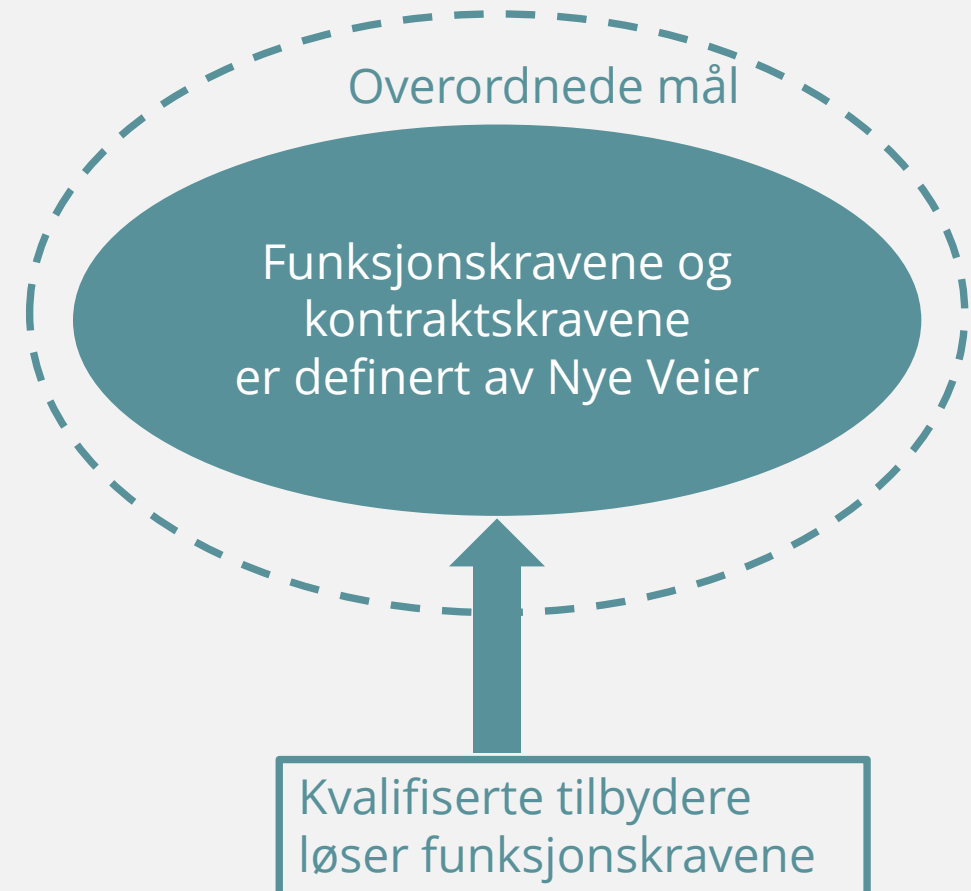 Overordnede mål
Funksjonskravene og
kontraktskravene
er definert av Nye Veier
Kvalifiserte tilbydere
løser funksjonskravene